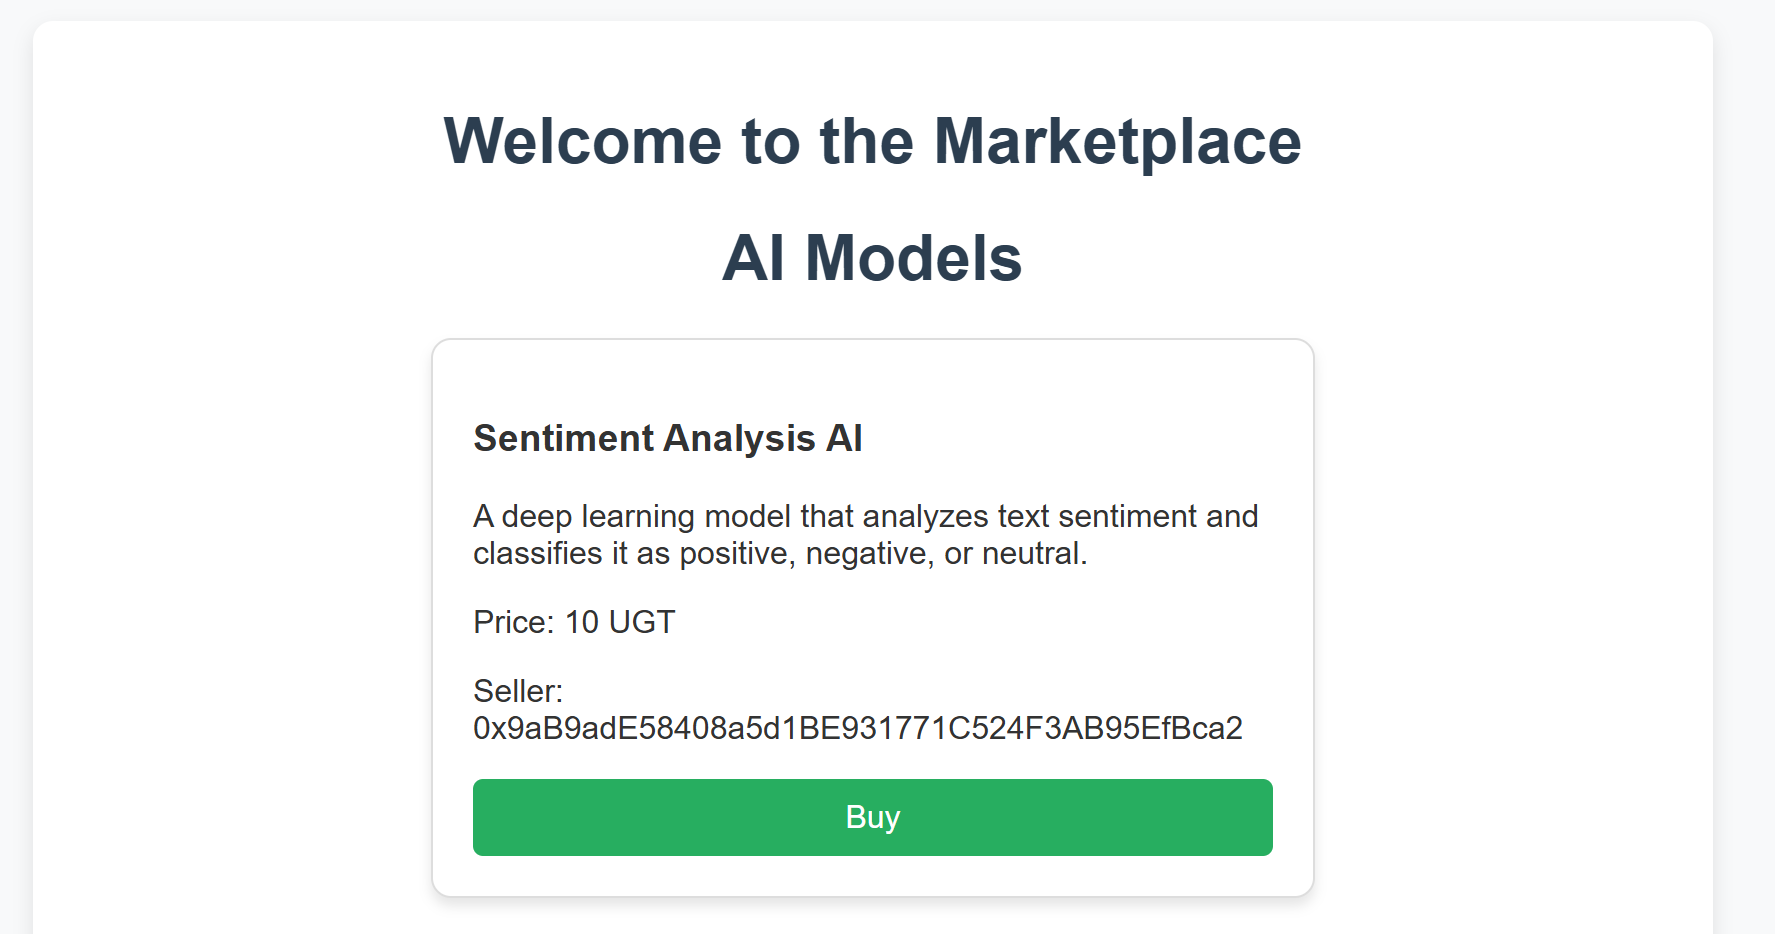 Welcome to the Marketplace
AI Models
Sentiment Analysis AI
A deep learning model that analyzes text sentiment and
classifies it as positive, negative, or neutral.
Price: 10 UGT
Seller:
0x9aB9adE58408a5d1BE931771C524F3AB95EfBca2
Buy